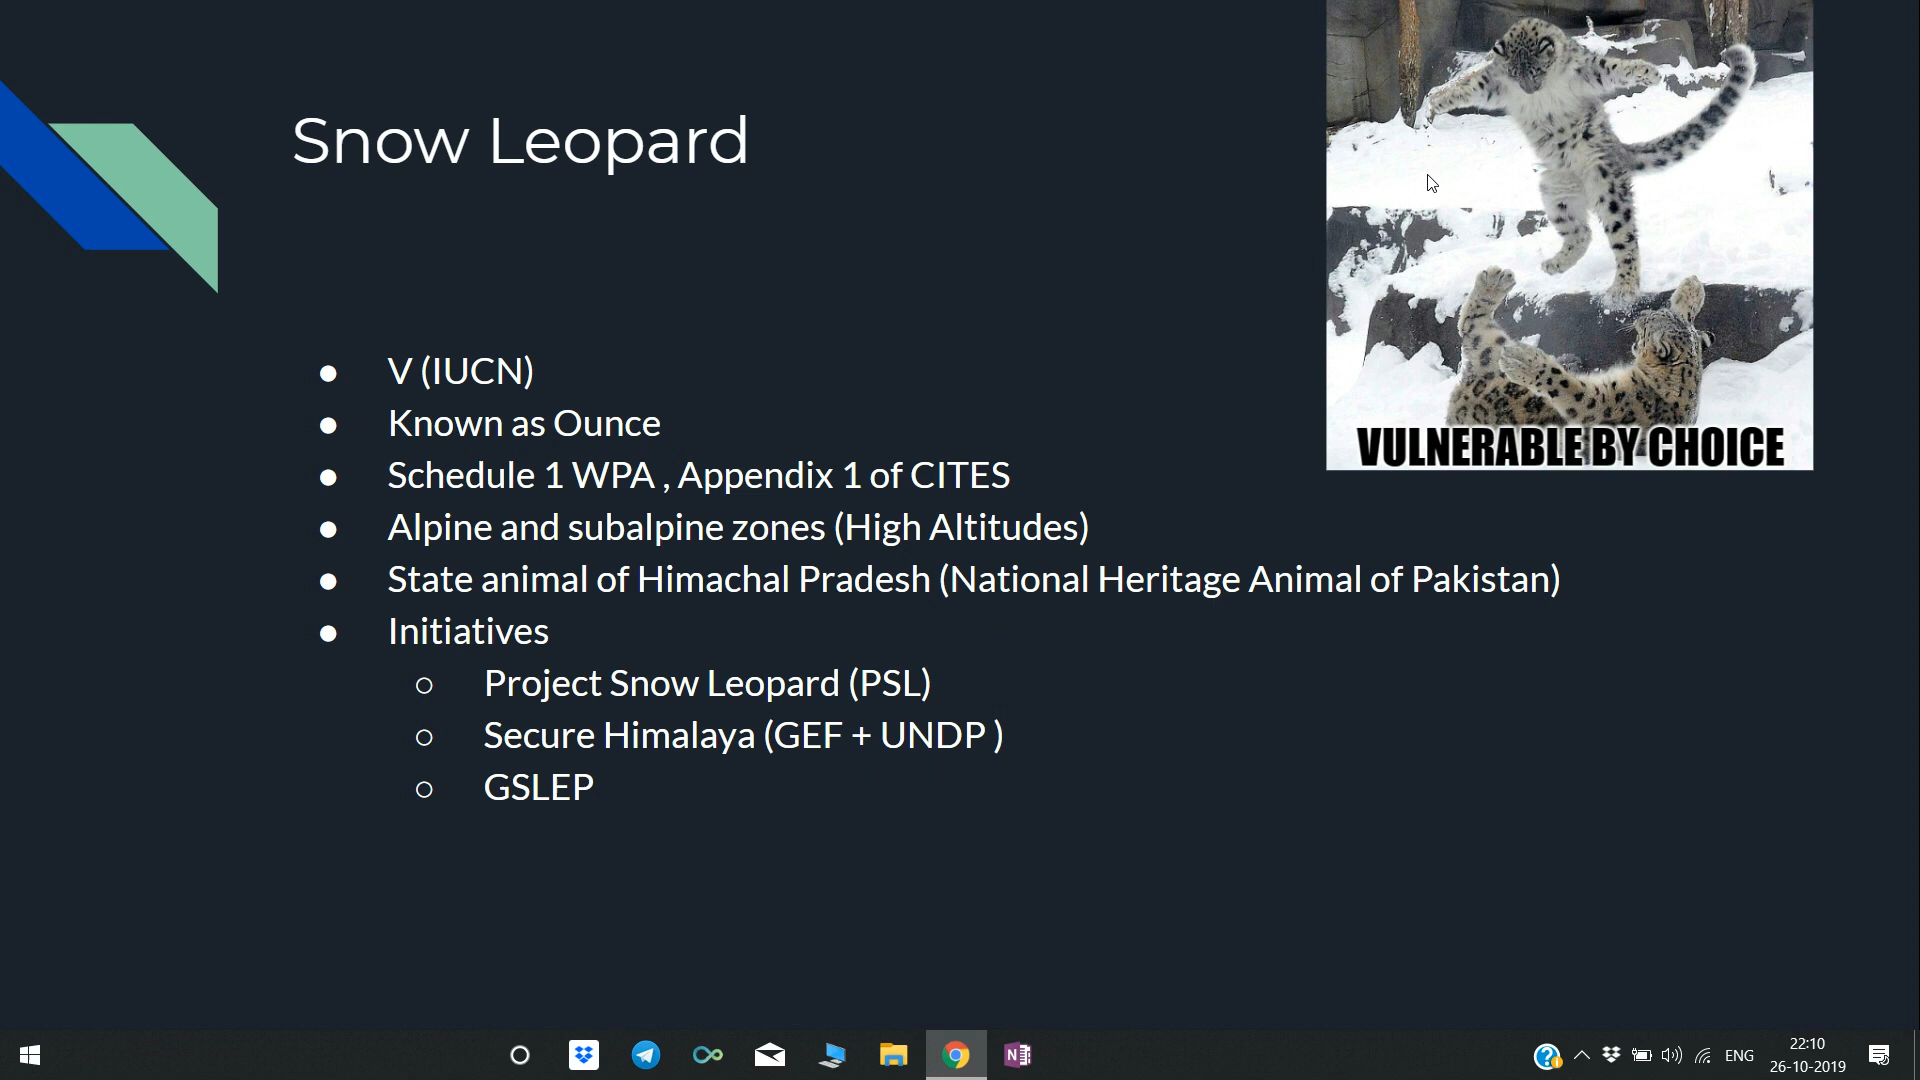 Snow Leopard
● V (IUCN)
● Known as Ounce
● Schedule 1 WPA , Appendix 1 of CITES
● Alpine and subalpine zones (High Altitudes)
● State animal of Himachal Pradesh (National Heritage Animal of Pakistan)
● Initiatives
○ Project Snow Leopard (PSL)
○ Secure Himalaya (GEF + UNDP )
○ GSLEP
VULNERABLE BY CHOICE
N
ENG
22:10
26-10-2019